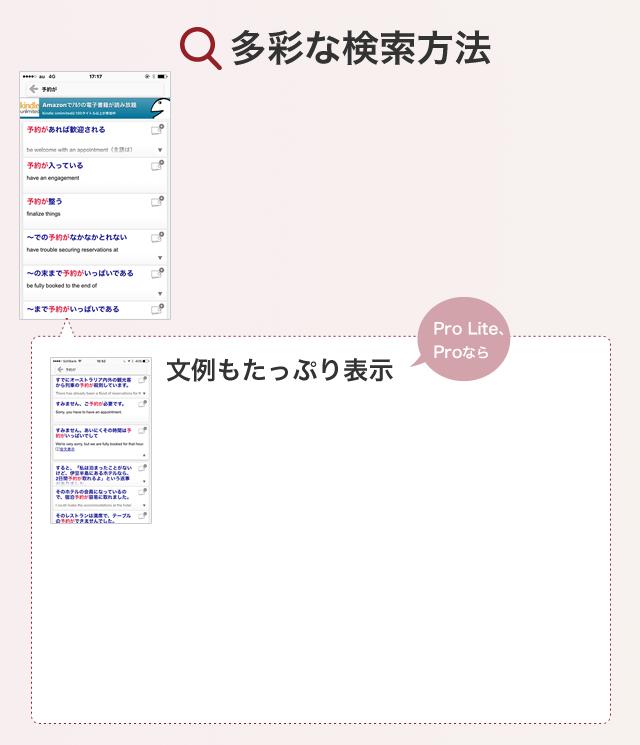 多彩な検索方法
au 4G 17:17
予約が
kindle unlimited
Amazonでアルクの電子書籍が読み放題
予約があれば歓迎される
be welcome with an appointment（主語は）
予約が入っている
have an engagement
予約が整う
finalize things
～での予約がなかなかとれない
have trouble securing reservations at
～の末まで予約がいっぱいである
be fully booked to the end of
～まで予約がいっぱいである
Pro Lite、
Proなら
文例もたっぷり表示
予約が
すでにオーストラリア内外の観光客
から列車の予約が殺到しています。
There has already been a flood of reservations for
すみません、ご予約が必要です。
Sorry, you have to have an appointment.
すみません。あいにくその時間は予
約がいっぱいでして
We're very sorry, but we are fully booked for that hour.
全文表示
すると、「私は泊まったことがない
けど、伊豆半島にあるホテルなら、
2日間予約が取れるよ」という返事
そのホテルの会員になっているの
で、宿泊予約が容易に取れました。
I could make the accommodations at the hotel
そのレストランは満席で、テーブル
の予約ができませんでした。